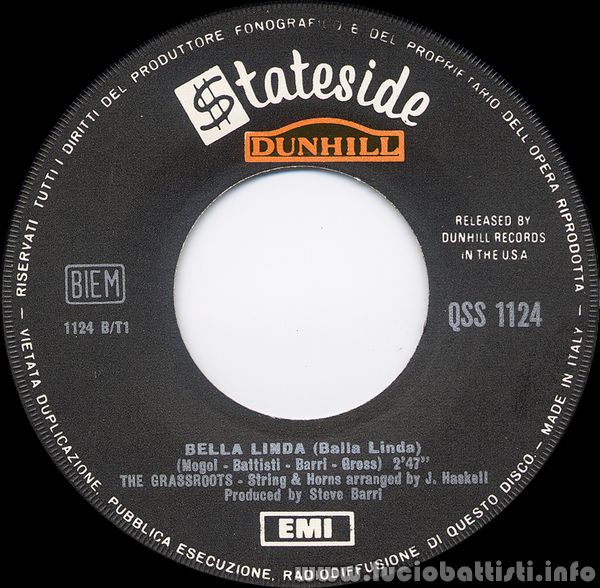 RISERVATI TUTTI I DIRITTI DEL PRODUTTORE FONOGRAFICO E DEL PROPRIETARIO DELL'OPERA RIPRODOTTA
$tateside
DUNHILL
RELEASED BY
DUNHILL RECORDS
IN THE U.S.A
BIEM
1124 B/T1
QSS 1124
BELLA LINDA (Balla Linda)
(Mogol - Battisti - Barri - Gross) 2'47"
THE GRASSROOTS - String & Horns arranged by J. Haskell
Produced by Steve Barri
EMI
VIETATA DUPLICAZIONE, PUBBLICA ESECUZIONE, RADIODIFFUSIONE DI QUESTO DISCO. - MADE IN ITALY -
www.luciobattisti.info